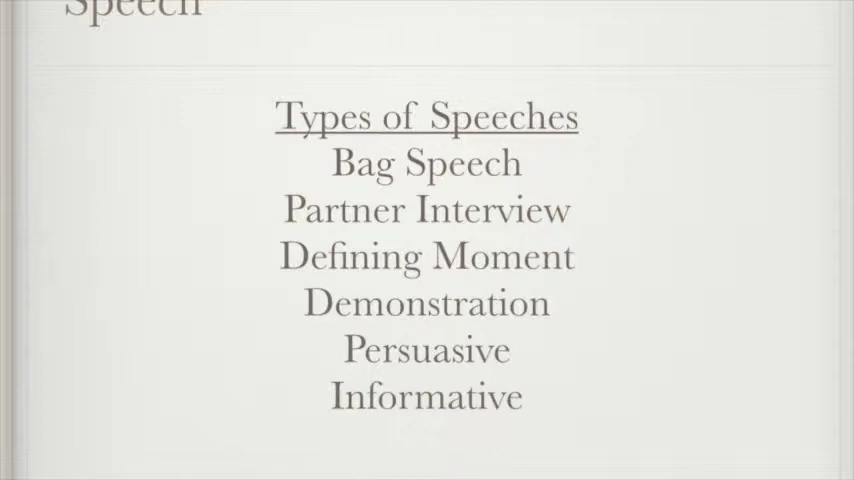 Speech
Types of Speeches
Bag Speech
Partner Interview
Defining Moment
Demonstration
Persuasive
Informative